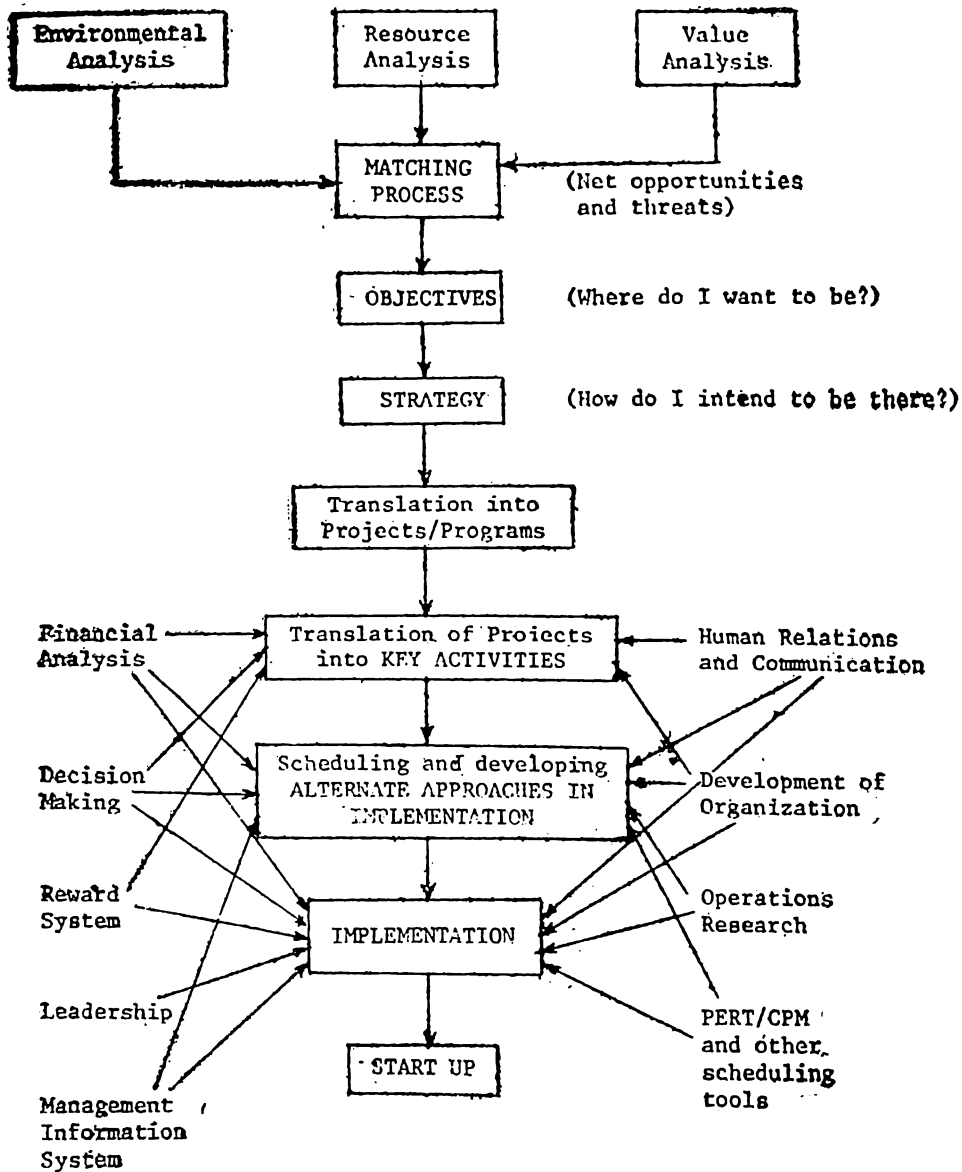 Environmental
Analysis
Resource
Analysis
Value
Analysis
MATCHING
PROCESS
(Net opportunities
and threats)
- OBJECTIVES
(Where do I want to be?)
STRATEGY
(How do I intend to be there?)
Translation into
Projects/Programs
Financial
Analysis
Translation of Projects
into KEY ACTIVITIES
Human Relations
and Communication
Decision
Making
Scheduling and developing
ALTERNATE APPROACHES IN
IMPLEMENTATION
Development of
Organization
Reward
System
IMPLEMENTATION
Operations
Research
Leadership
PERT/CPM
and other
scheduling
tools
START UP
Management
Information
System